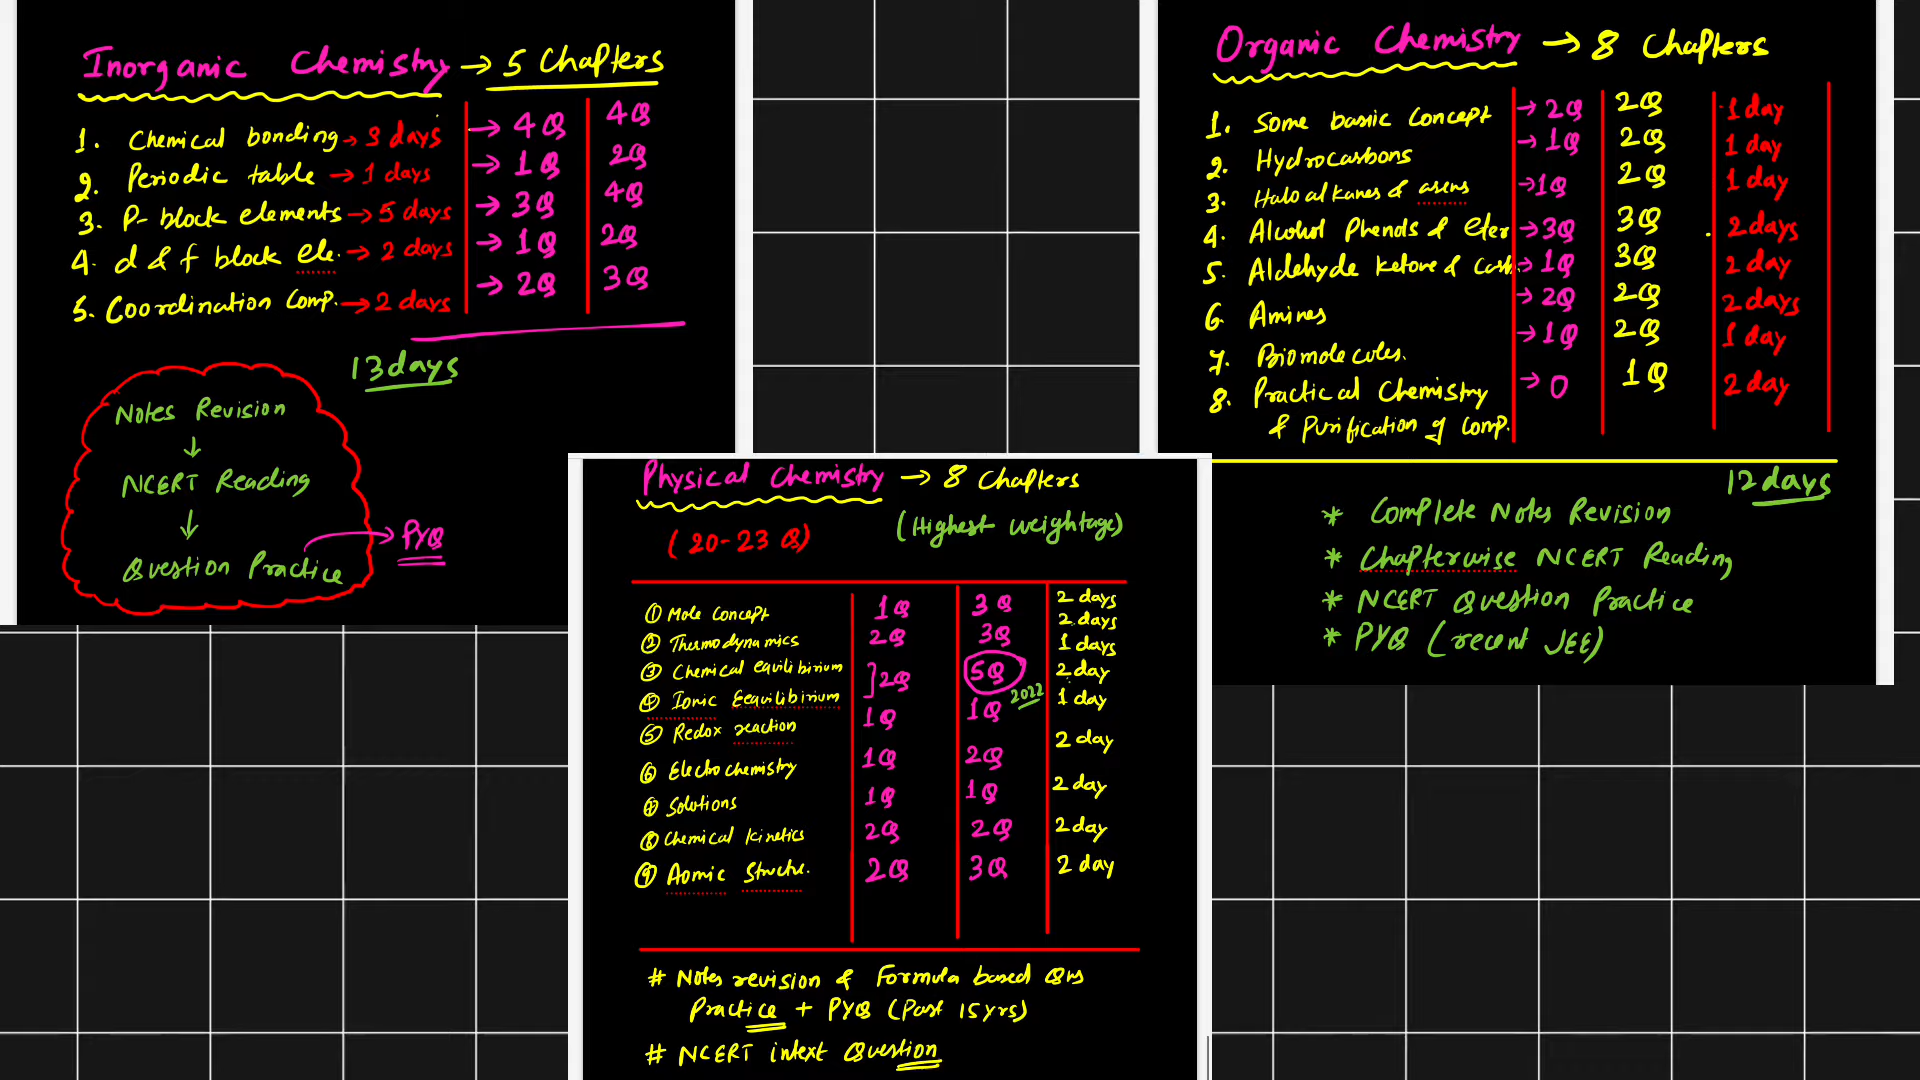 Inorganic Chemistry → 5 Chapters
1. Chemical bonding → 3 days → 4Q 4Q
2. Periodic table → 1 days → 1Q 2Q
3. P-block elements → 5 days → 3Q 4Q
4. d & f block ele. → 2 days → 1Q 2Q
5. Coordination Comp. → 2 days → 2Q 3Q
13 days
Notes Revision
↓
NCERT Reading
↓
Question Practice → PYQ
Organic Chemistry → 8 Chapters
1. Some basic Concept → 2Q 2Q 1 day
2. Hydrocarbons → 1Q 2Q 1 day
3. Haloalkanes & arens → 1Q 2Q 1 day
4. Alcohol Phenols & eter → 3Q 3Q 2 days
5. Aldehyde Ketone & Carb. → 1Q 3Q 2 day
6. Amines → 2Q 2Q 2 days
7. Biomolecules. → 1Q 2Q 1 day
8. Practical Chemistry → 0 1Q 2 day
& Purification of Comp.
12 days
* Complete Notes Revision
* Chapterwise NCERT Reading
* NCERT Question Practice
* PYQ (recent JEE)
Physical Chemistry → 8 Chapters
(20-23 Q) (Highest weightage)
① Mole Concept 1Q 3Q 2 days
② Thermodynamics 2Q 3Q 2 days
③ Chemical equilibirium ]2Q 5Q 1 days
④ Ionic Eequilibirium 2022 2 day
⑤ Redox reaction 1Q 1Q 1 day
⑥ Electrochemistry 1Q 2Q 2 day
⑦ Solutions 1Q 1Q 2 day
⑧ Chemical kinetics 2Q 2Q 2 day
⑨ Aomic Structre. 2Q 3Q 2 day
# Notes revision & Formula based Qns
Practice + PYQ (Past 15 yrs)
# NCERT intext Question